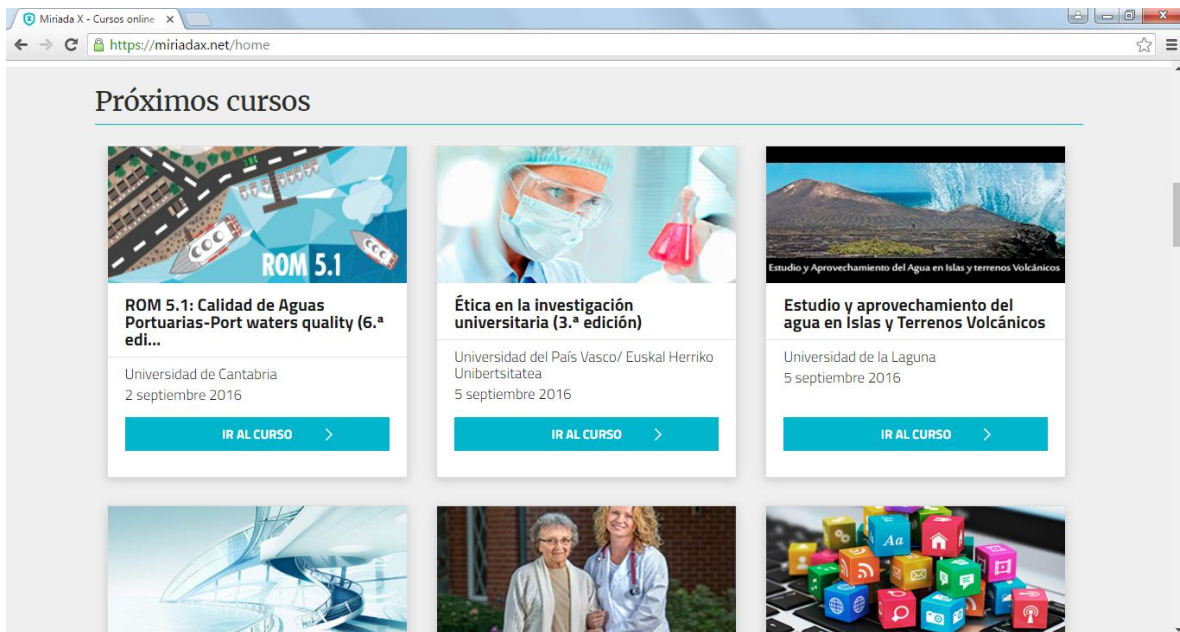 Miriada X - Cursos online
https://miriadax.net/home
Próximos cursos
ROM 5.1
ROM 5.1: Calidad de Aguas
Portuarias-Port waters quality (6.ª
edi...
Universidad de Cantabria
2 septiembre 2016
IR AL CURSO
Ética en la investigación
universitaria (3.ª edición)
Universidad del País Vasco/ Euskal Herriko
Unibertsitatea
5 septiembre 2016
IR AL CURSO
Estudio y Aprovechamiento del Agua en Islas y terrenos Volcánicos
Estudio y aprovechamiento del
agua en Islas y Terrenos Volcánicos
Universidad de la Laguna
5 septiembre 2016
IR AL CURSO
Aa